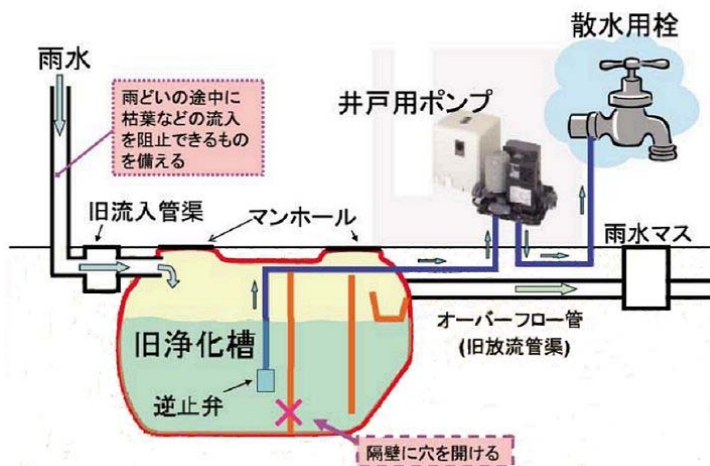 散水用栓
雨水
雨どいの途中に
枯葉などの流入
を阻止できるもの
を備える
井戸用ポンプ
旧流入管渠
マンホール
雨水マス
旧浄化槽
オーバーフロー管
(旧放流管渠)
逆止弁
隔壁に穴を開ける